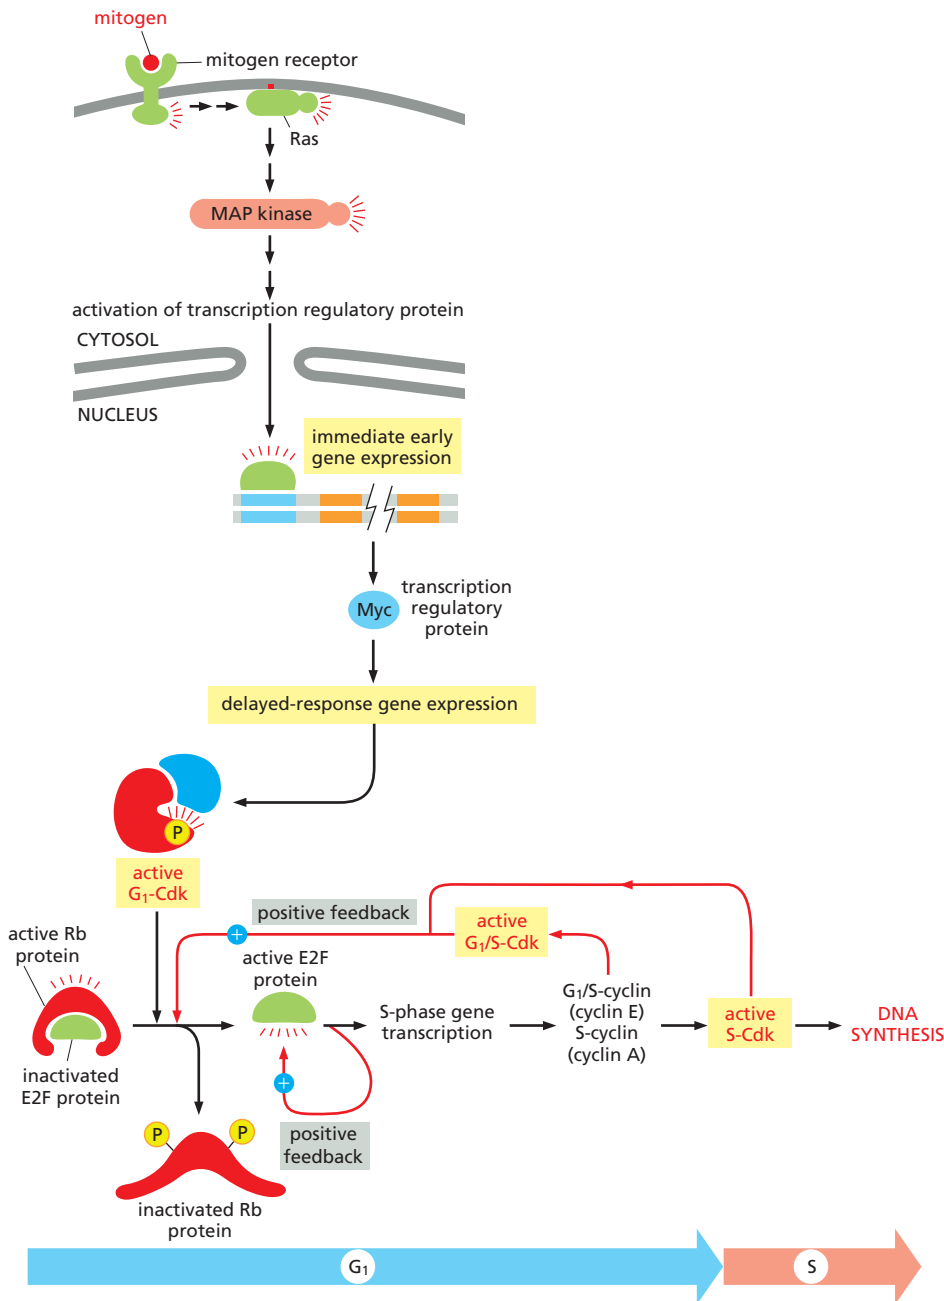 mitogen
mitogen receptor
Ras
MAP kinase
activation of transcription regulatory protein
CYTOSOL
NUCLEUS
immediate early
gene expression
Myc
transcription
regulatory
protein
delayed-response gene expression
P
active
G₁-Cdk
positive feedback
+
active
G₁/S-Cdk
active Rb
protein
active E2F
protein
S-phase gene
transcription
G₁/S-cyclin
(cyclin E)
S-cyclin
(cyclin A)
active
S-Cdk
DNA
SYNTHESIS
inactivated
E2F protein
+
positive
feedback
P
P
inactivated Rb
protein
G₁
S